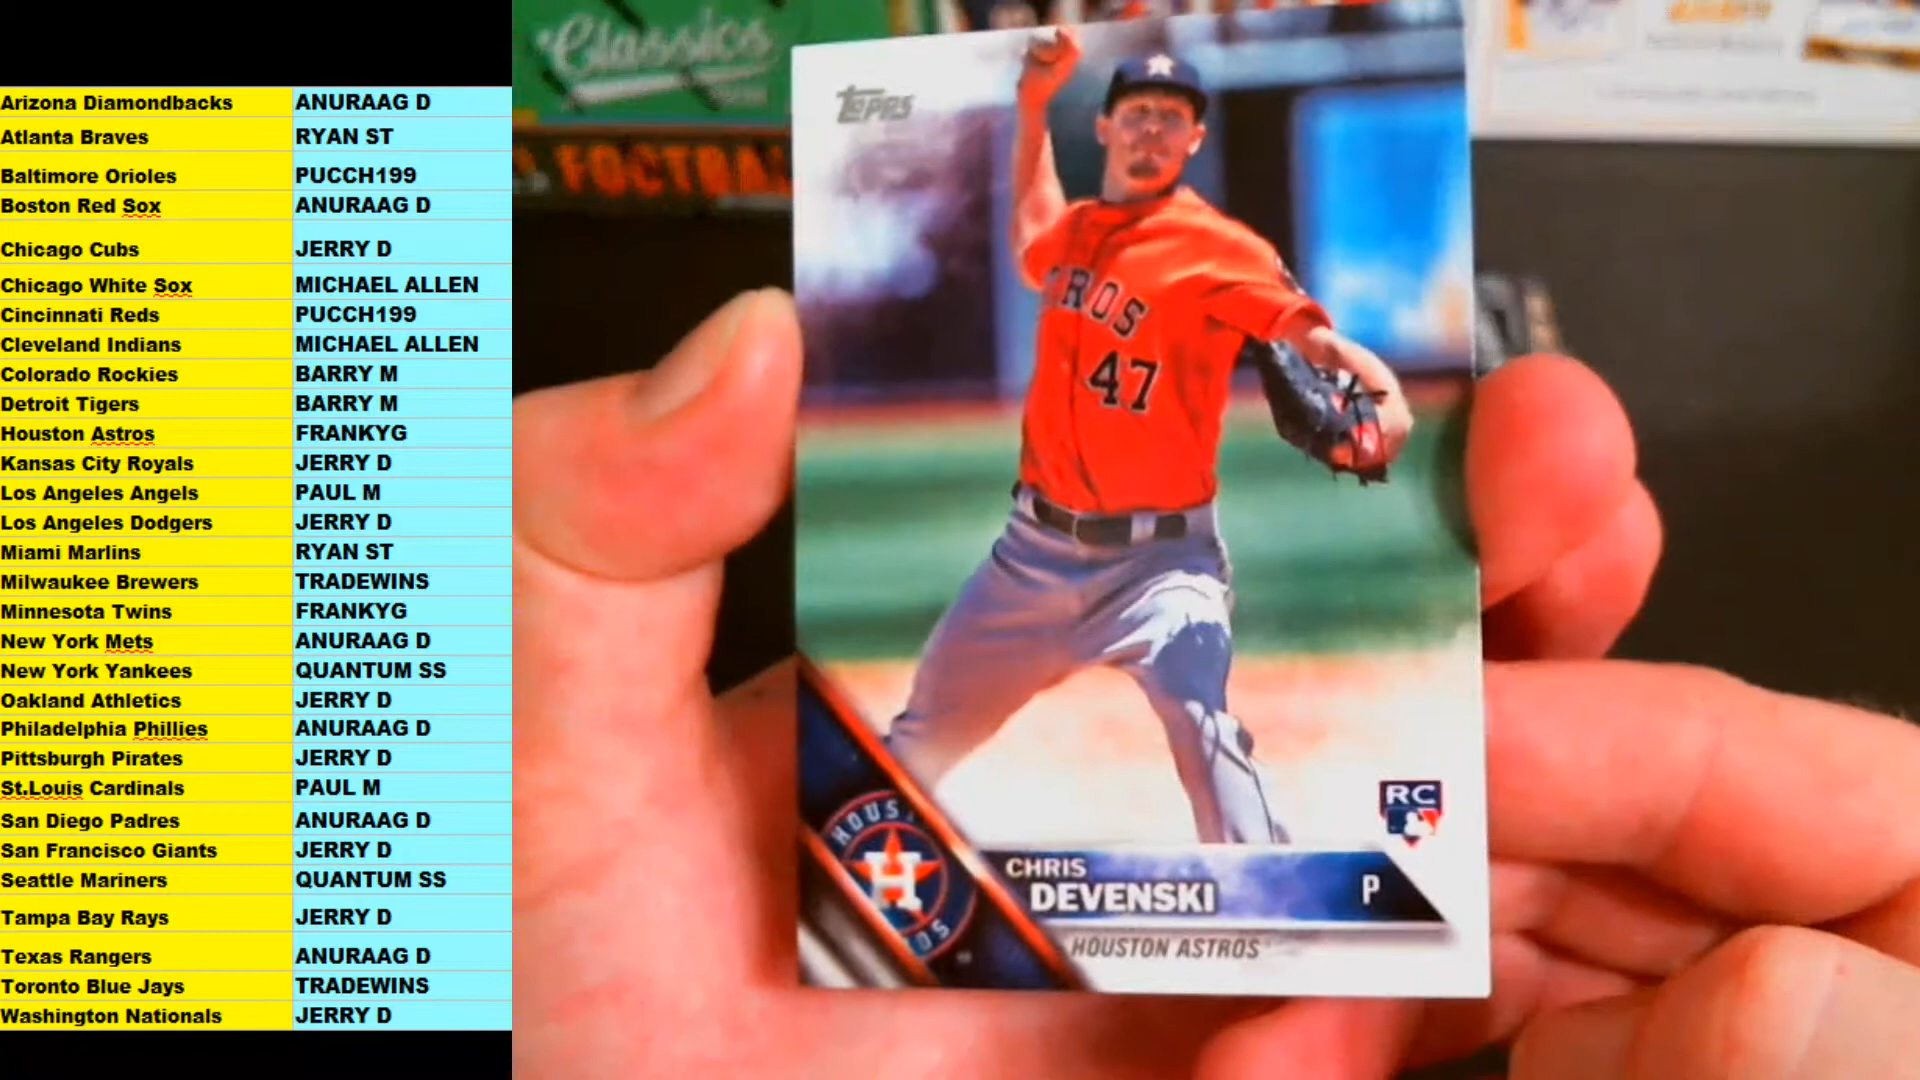 Arizona Diamondbacks ANURAAG D
Atlanta Braves RYAN ST
Baltimore Orioles PUCCH199
Boston Red Sox ANURAAG D
Chicago Cubs JERRY D
Chicago White Sox MICHAEL ALLEN
Cincinnati Reds PUCCH199
Cleveland Indians MICHAEL ALLEN
Colorado Rockies BARRY M
Detroit Tigers BARRY M
Houston Astros FRANKYG
Kansas City Royals JERRY D
Los Angeles Angels PAUL M
Los Angeles Dodgers JERRY D
Miami Marlins RYAN ST
Milwaukee Brewers TRADEWINS
Minnesota Twins FRANKYG
New York Mets ANURAAG D
New York Yankees QUANTUM SS
Oakland Athletics JERRY D
Philadelphia Phillies ANURAAG D
Pittsburgh Pirates JERRY D
St.Louis Cardinals PAUL M
San Diego Padres ANURAAG D
San Francisco Giants JERRY D
Seattle Mariners QUANTUM SS
Tampa Bay Rays JERRY D
Texas Rangers ANURAAG D
Toronto Blue Jays TRADEWINS
Washington Nationals JERRY D
Classics
FOOTBA
TOPPS
TROS
47
RC
HOUST
H
ROS
CHRIS
DEVENSKI
P
HOUSTON ASTROS